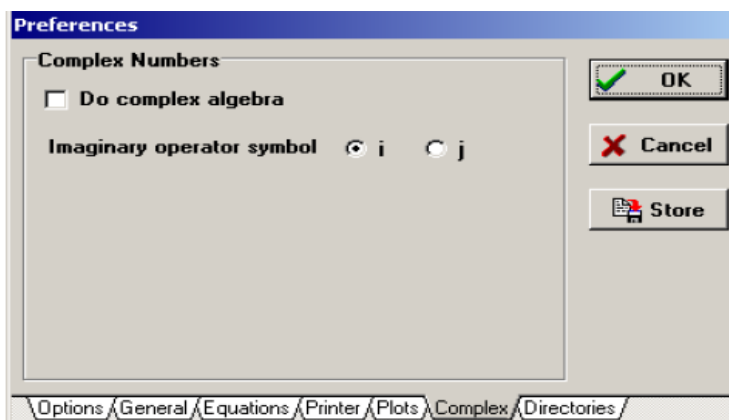 Preferences
Complex Numbers
Do complex algebra
Imaginary operator symbol i j
OK
Cancel
Store
Options General Equations Printer Plots Complex Directories